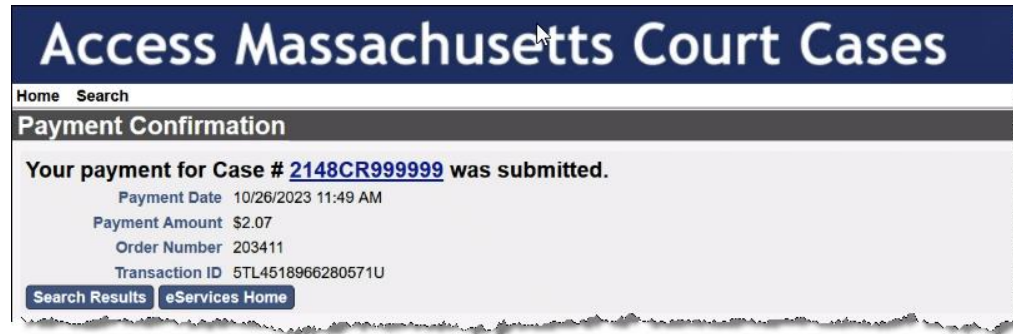 Access Massachusetts Court Cases
Home Search
Payment Confirmation
Your payment for Case # 2148CR999999 was submitted.
Payment Date 10/26/2023 11:49 AM
Payment Amount $2.07
Order Number 203411
Transaction ID 5TL4518966280571U
Search Results eServices Home